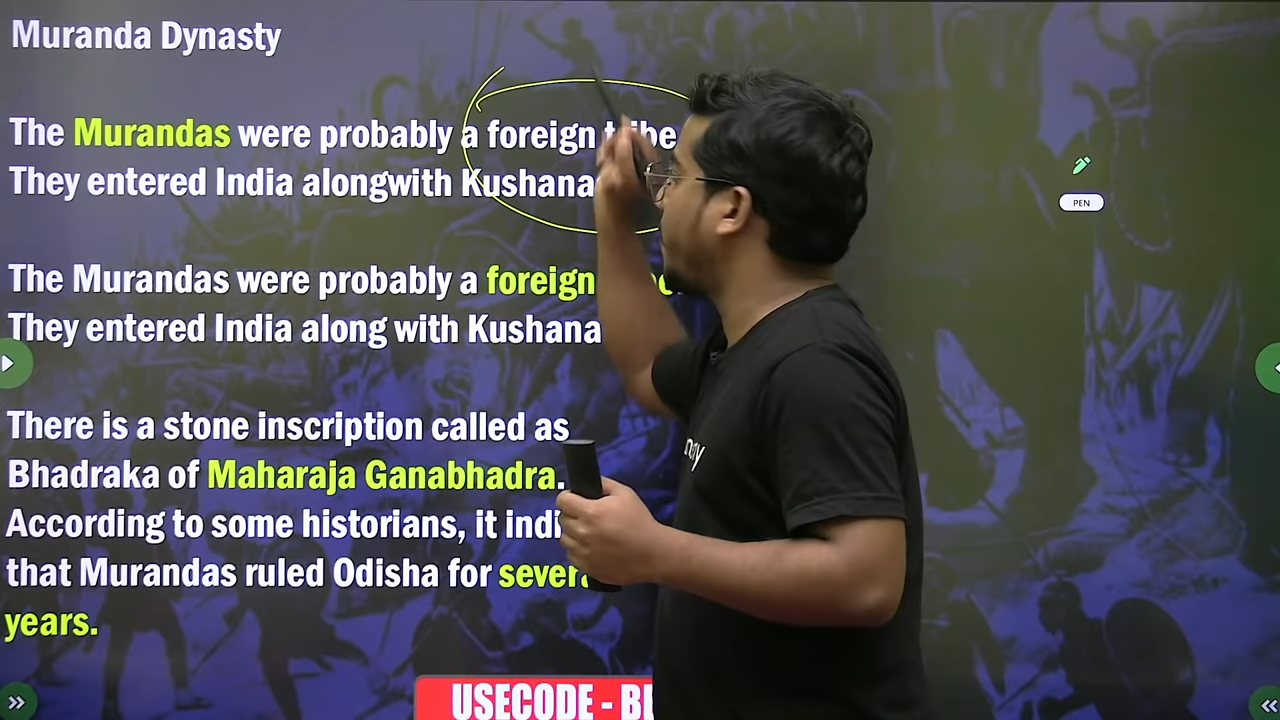 Muranda Dynasty
The Murandas were probably a foreign tribe
They entered India alongwith Kushana
PEN
The Murandas were probably a foreign
They entered India along with Kushana
There is a stone inscription called as
Bhadraka of Maharaja Ganabhadra.
According to some historians, it
that Murandas ruled Odisha for
years.
USECODE -